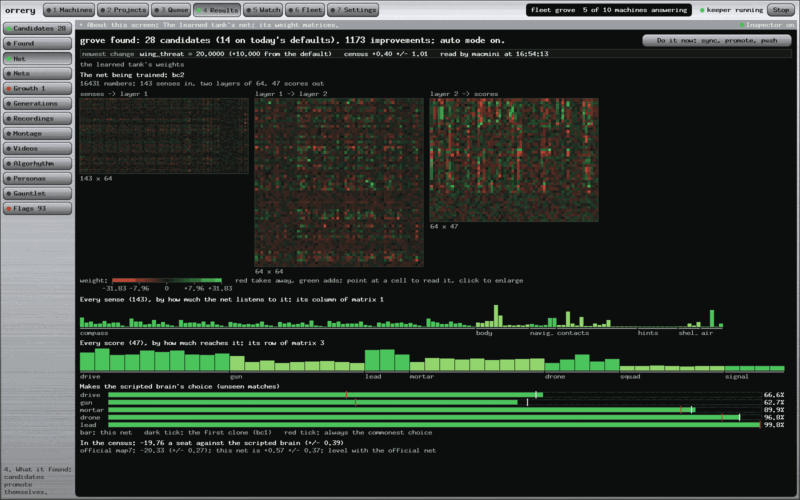 orrery 1 Machines 2 Projects 3 Queue 4 Results 5 Watch 6 Fleet 7 Settings fleet grove 5 of 10 machines answering keeper running Stop
About this screen: The learned tank's net: its weight matrices. Inspector on
Candidates 28
Found
Net
Nets
Growth 1
Generations
Recordings
Montage
Videos
Algorhythm
Personas
Gauntlet
Flags 93
4. What it found:
candidates
promote
themselves.
grove found: 28 candidates (14 on today's defaults), 1173 improvements; auto mode on.
Do it now: sync, promote, push
newest change wing_threat = 20.0000 (+10.000 from the default) census +0.40 +/- 1.01 read by macmini at 16:54:13
the learned tank's weights
The net being trained: bc2
16431 numbers: 143 senses in, two layers of 64, 47 scores out
senses -> layer 1 layer 1 -> layer 2 layer 2 -> scores
143 x 64
64 x 47
64 x 64
weight: red takes away, green adds; point at a cell to read it, click to enlarge
-31.83 -7.96 0 +7.96 +31.83
Every sense (143), by how much the net listens to it: its column of matrix 1
compass body navig. contacts hints shel. air
Every score (47), by how much reaches it: its row of matrix 3
drive gun lead mortar drone squad signal
Makes the scripted brain's choice (unseen matches)
drive 66.6%
gun 62.7%
mortar 89.9%
drone 96.8%
lead 99.8%
bar: this net dark tick: the first clone (bc1) red tick: always the commonest choice
In the census: -19.76 a seat against the scripted brain (+/- 0.39)
official map7: -20.33 (+/- 0.27); this net is +0.57 +/- 0.37: level with the official net